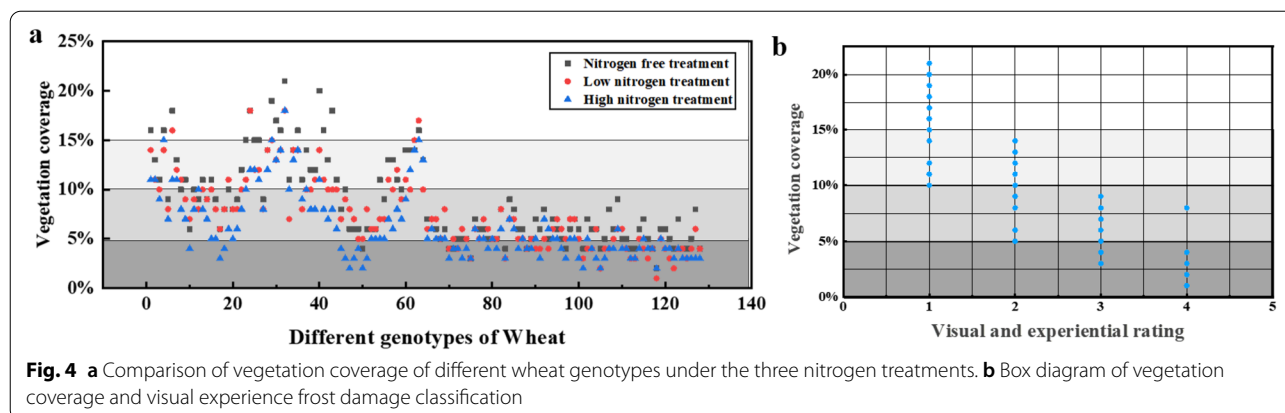 a
25%
20%
15%
10%
5%
0%
Vegetation coverage
Nitrogen free treatment
Low nitrogen treatment
High nitrogen treatment
0 20 40 60 80 100 120 140
Different genotypes of Wheat
b
20%
15%
10%
5%
0%
Vegetation coverage
0 1 2 3 4 5
Visual and experiential rating
Fig. 4 a Comparison of vegetation coverage of different wheat genotypes under the three nitrogen treatments. b Box diagram of vegetation
coverage and visual experience frost damage classification